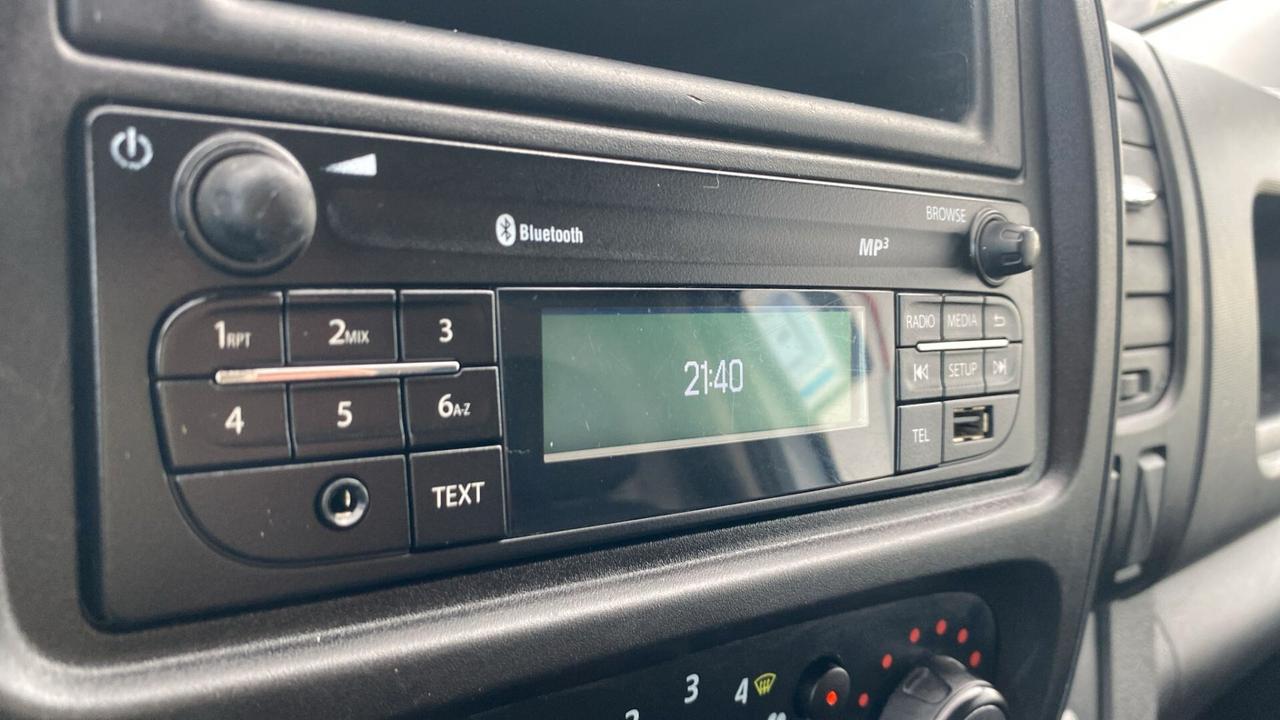 BROWSE
Bluetooth
MP3
1RPT 2MIX 3
21:40
RADIO MEDIA
SETUP
4 5 6A-Z
TEL
TEXT
3 4